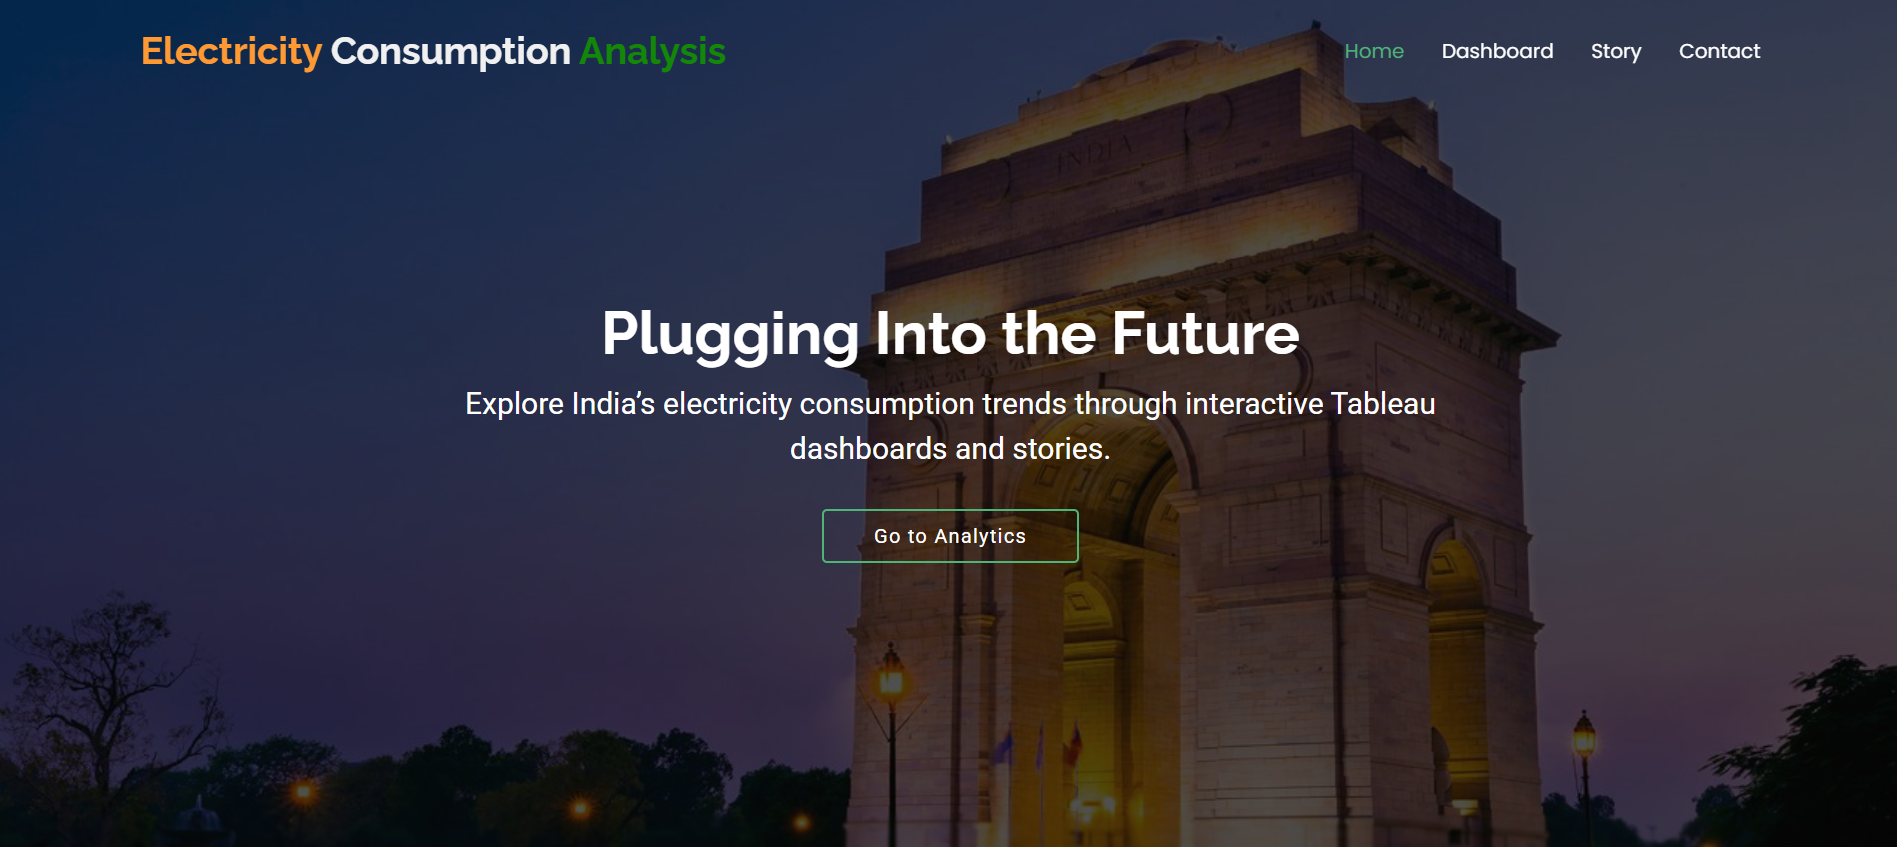 Electricity Consumption Analysis
Home Dashboard Story Contact
INDIA
Plugging Into the Future
Explore India’s electricity consumption trends through interactive Tableau
dashboards and stories.
Go to Analytics